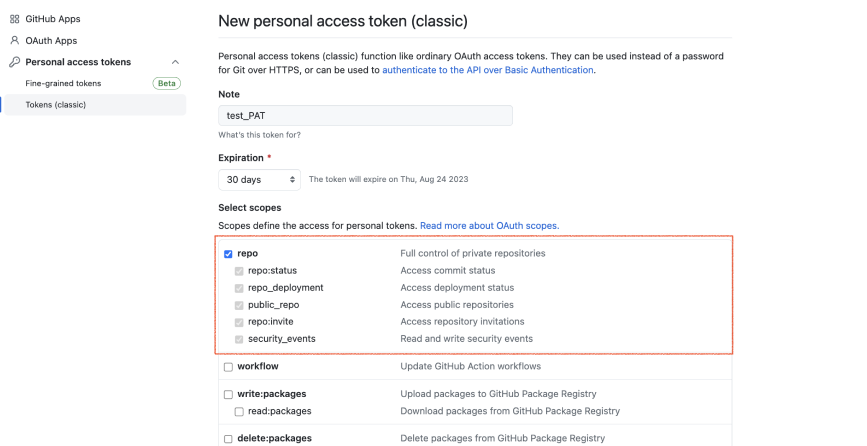 GitHub Apps
OAuth Apps
Personal access tokens
Fine-grained tokens Beta
Tokens (classic)
New personal access token (classic)
Personal access tokens (classic) function like ordinary OAuth access tokens. They can be used instead of a password
for Git over HTTPS, or can be used to authenticate to the API over Basic Authentication.
Note
test_PAT
What's this token for?
Expiration *
30 days The token will expire on Thu, Aug 24 2023
Select scopes
Scopes define the access for personal tokens. Read more about OAuth scopes.
repo Full control of private repositories
repo:status Access commit status
repo_deployment Access deployment status
public_repo Access public repositories
repo:invite Access repository invitations
security_events Read and write security events
workflow Update GitHub Action workflows
write:packages Upload packages to GitHub Package Registry
read:packages Download packages from GitHub Package Registry
delete:packages Delete packages from GitHub Package Registry